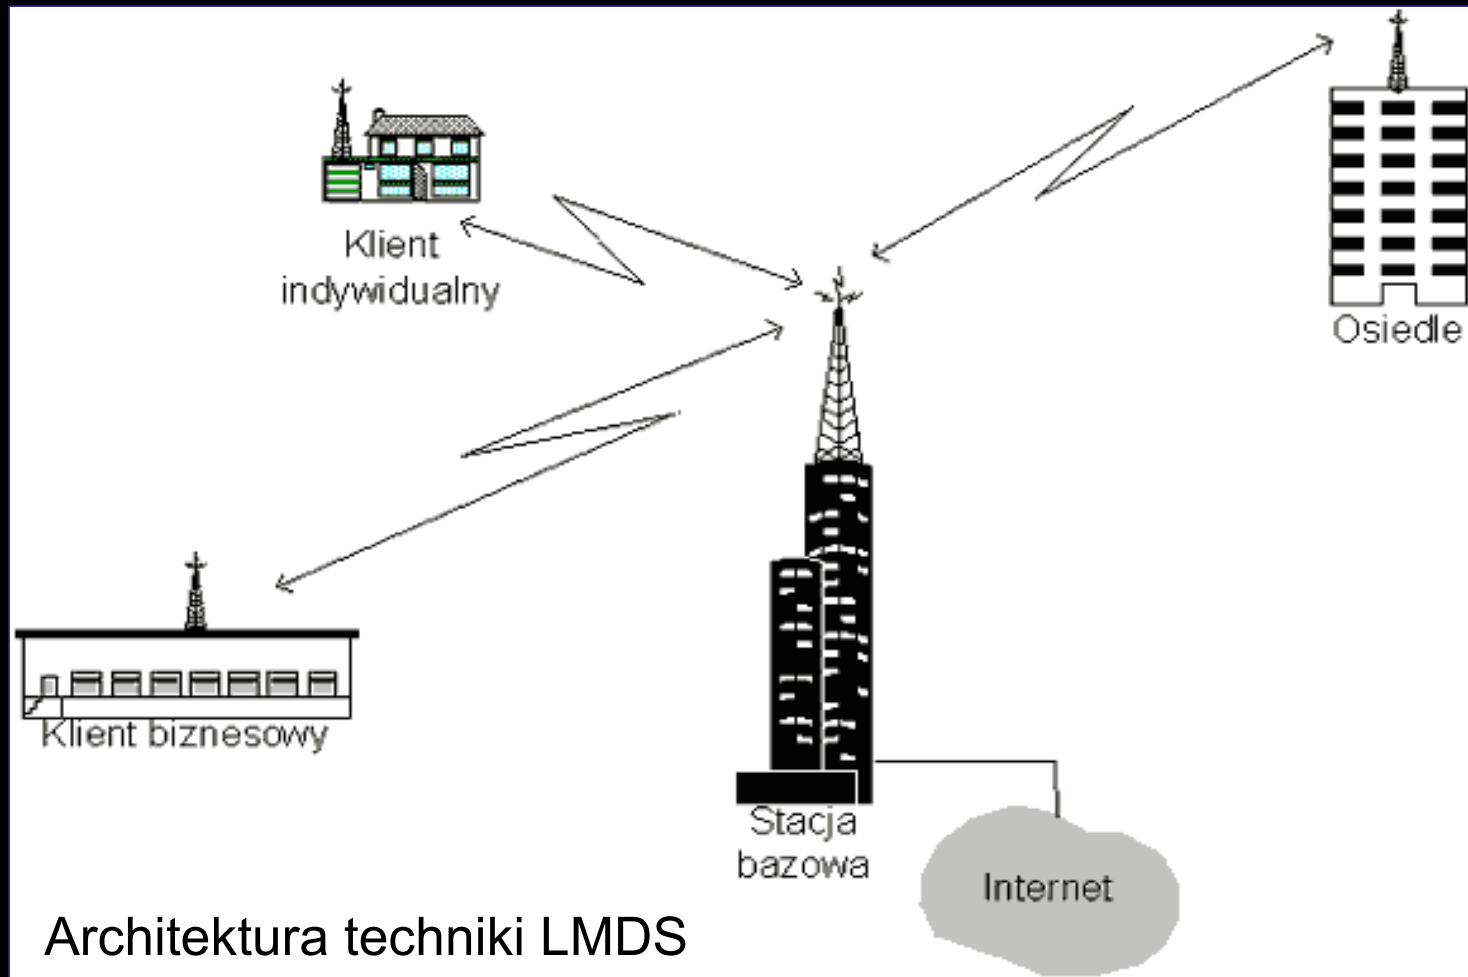 Klient
indywidualny
Osiedle
Klient biznesowy
Stacja
bazowa
Internet
Architektura techniki LMDS